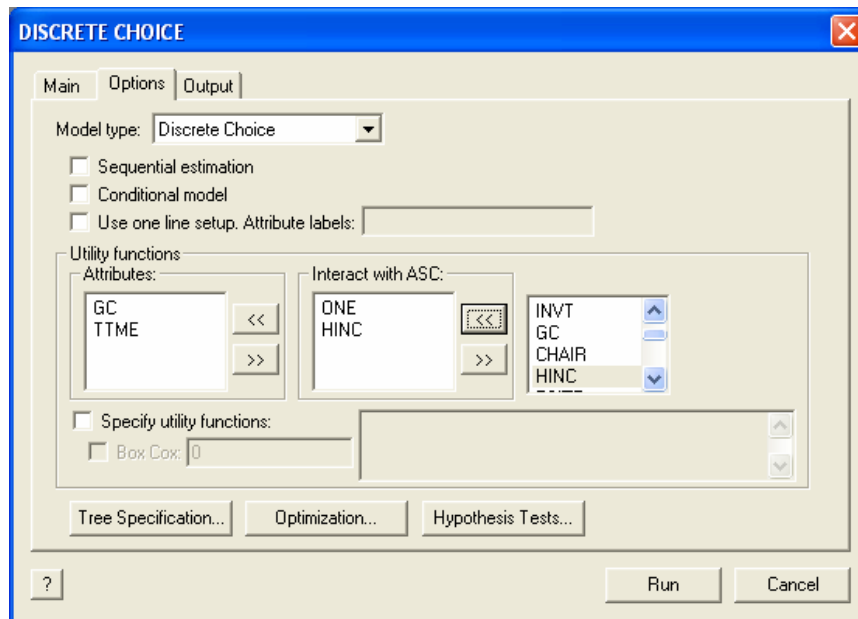 DISCRETE CHOICE
Main Options Output
Model type: Discrete Choice
Sequential estimation
Conditional model
Use one line setup. Attribute labels:
Utility functions
Attributes:
GC
TTME
<<
>>
Interact with ASC:
ONE
HINC
<<
>>
INVT
GC
CHAIR
HINC
Specify utility functions:
Box Cox: 0
Tree Specification... Optimization... Hypothesis Tests...
? Run Cancel